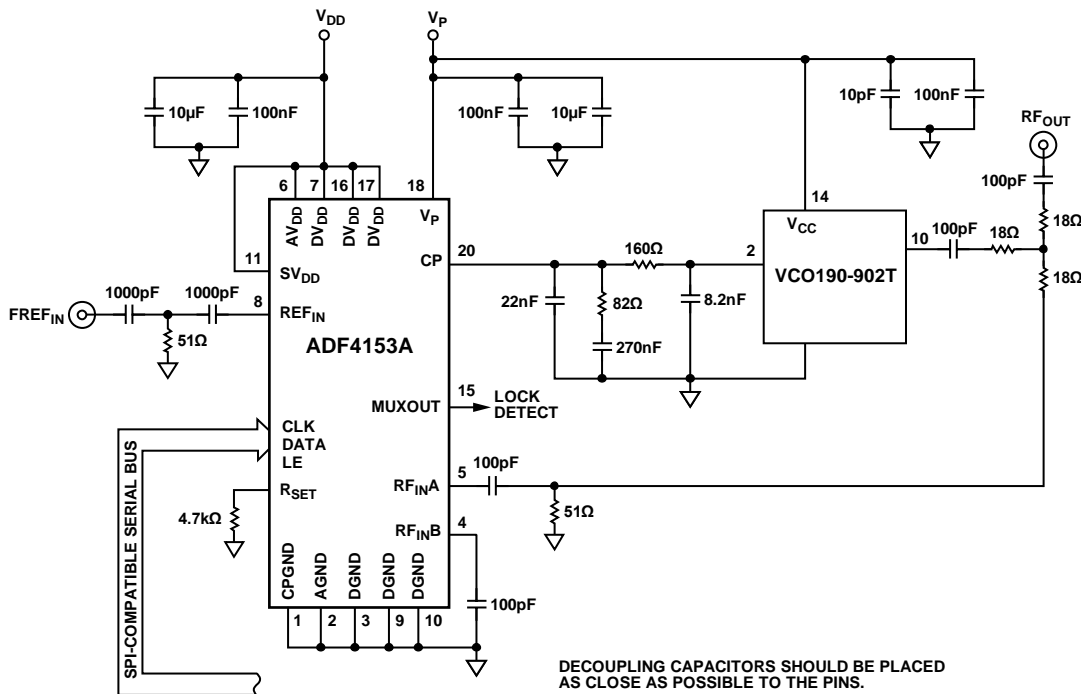 VDD
VP
10µF
100nF
100nF
10µF
10pF
100nF
RFOUT
100pF
18Ω
18Ω
18Ω
100pF
6
7
16
17
18
AVDD
DVDD
DVDD
DVDD
VP
11
SVDD
CP
20
160Ω
2
14
VCC
10
VCO190-902T
1000pF
1000pF
8
FREFIN
REFIN
51Ω
ADF4153A
22nF
82Ω
270nF
8.2nF
MUXOUT
15
LOCK
DETECT
CLK
DATA
LE
SPI-COMPATIBLE SERIAL BUS
RSET
4.7kΩ
RFINA
5
100pF
51Ω
RFINB
4
100pF
CPGND
AGND
DGND
DGND
DGND
1
2
3
9
10
DECOUPLING CAPACITORS SHOULD BE PLACED
AS CLOSE AS POSSIBLE TO THE PINS.